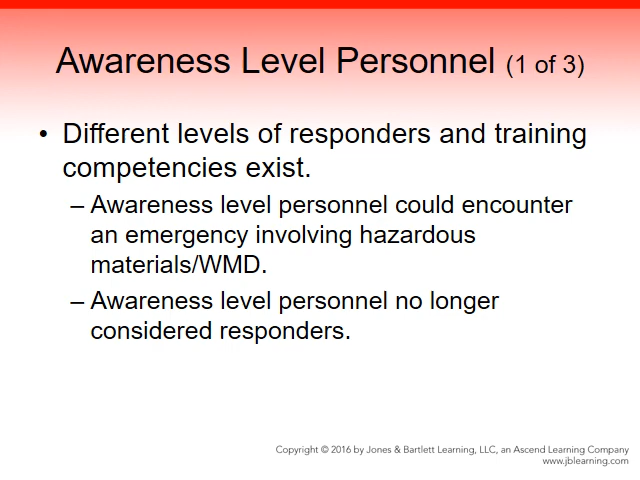 Awareness Level Personnel (1 of 3)
• Different levels of responders and training
competencies exist.
– Awareness level personnel could encounter
an emergency involving hazardous
materials/WMD.
– Awareness level personnel no longer
considered responders.
Copyright © 2016 by Jones & Bartlett Learning, LLC, an Ascend Learning Company
www.jblearning.com